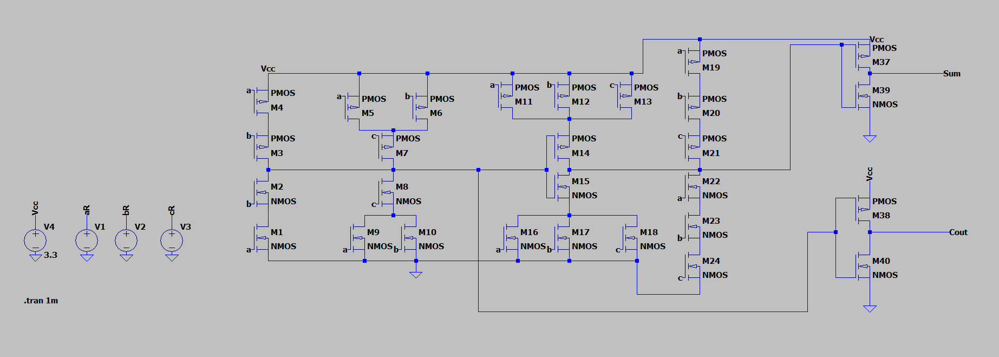 Vcc
a
PMOS
M4
b
PMOS
M3
M2
b
NMOS
M1
a
NMOS
a
PMOS
M5
b
PMOS
M6
c
PMOS
M7
M8
c
NMOS
M9
a
NMOS
M10
b
NMOS
a
PMOS
M11
b
PMOS
M12
c
PMOS
M13
PMOS
M14
M15
NMOS
M16
a
NMOS
M17
b
NMOS
M18
c
NMOS
a
PMOS
M19
b
PMOS
M20
c
PMOS
M21
M22
a
NMOS
M23
b
NMOS
M24
c
NMOS
Vcc
PMOS
M37
Sum
M39
NMOS
Vcc
PMOS
M38
Cout
M40
NMOS
Vcc
V4
3.3
aR
V1
bR
V2
cR
V3
.tran 1m